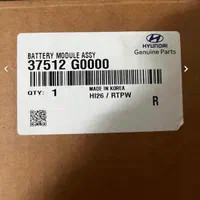 BATTERY MODULE ASSY
37512 G0000
HYUNDAI
Genuine Parts
QTY: 1
MADE IN KOREA
HI26 / RTPW
R